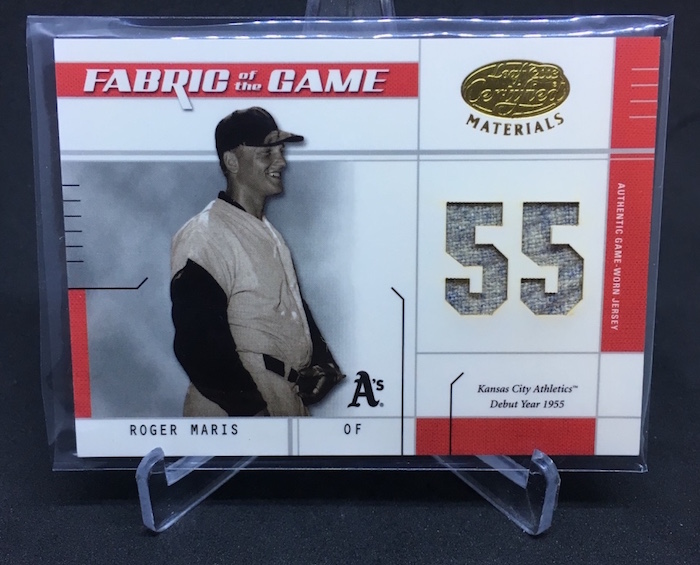 FABRIC of the GAME
Leaf
Certified
MATERIALS
55
AUTHENTIC GAME-WORN JERSEY
A's
Kansas City Athletics™
Debut Year 1955
ROGER MARIS OF